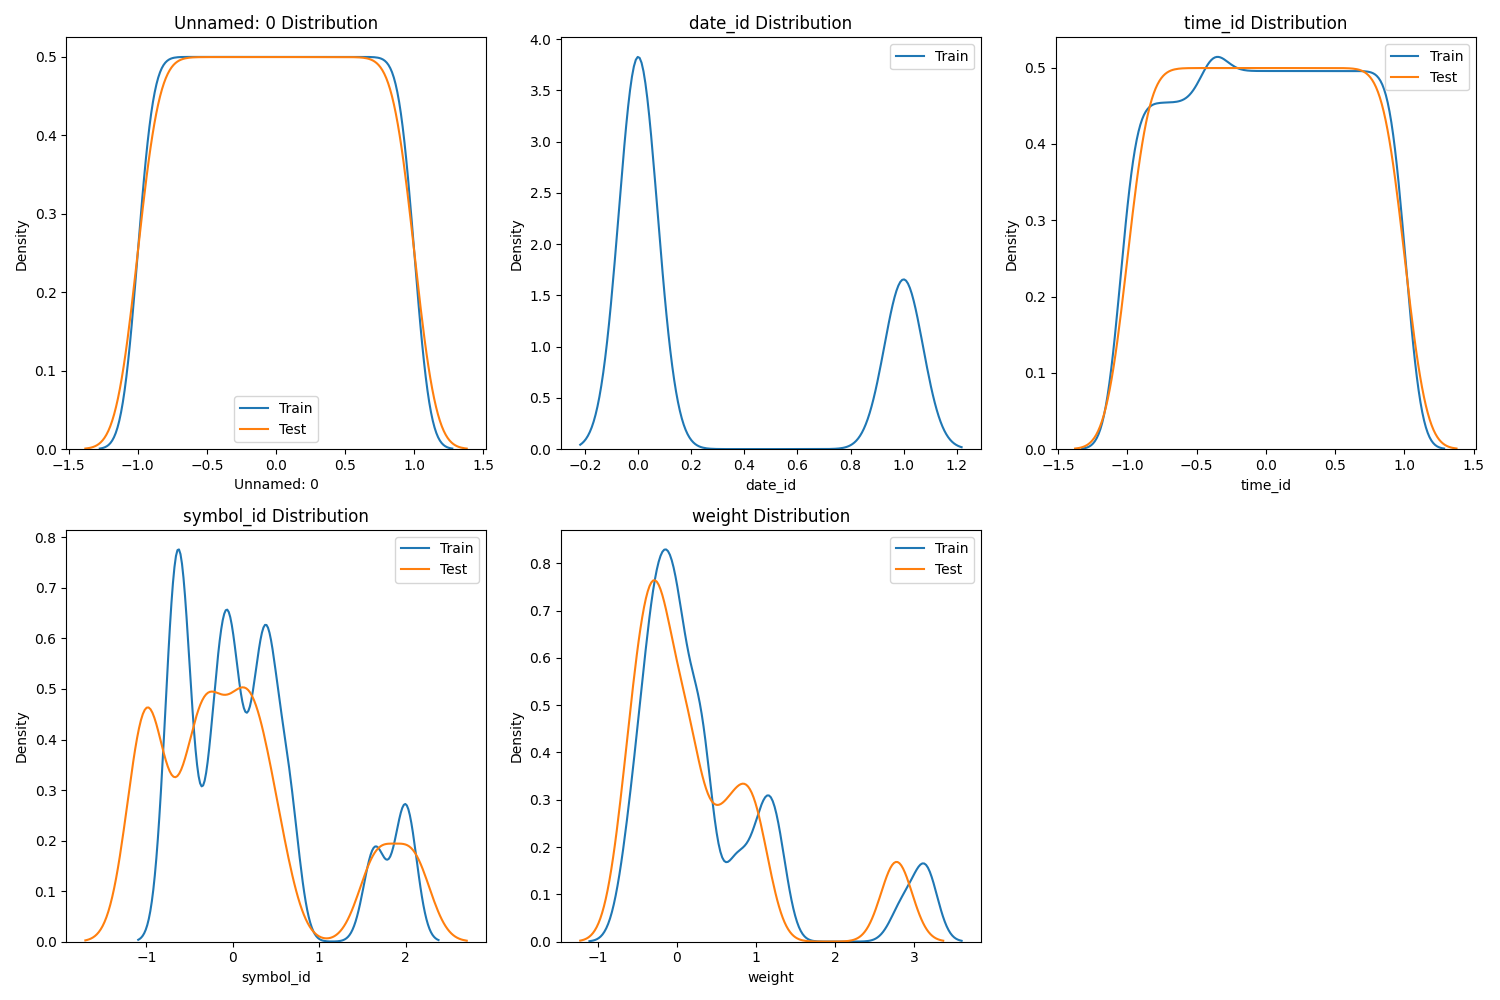 Unnamed: 0 Distribution
Density
0.5
0.4
0.3
0.2
0.1
0.0
Train
Test
−1.5 −1.0 −0.5 0.0 0.5 1.0 1.5
Unnamed: 0
date_id Distribution
Density
4.0
3.5
3.0
2.5
2.0
1.5
1.0
0.5
0.0
Train
−0.2 0.0 0.2 0.4 0.6 0.8 1.0 1.2
date_id
time_id Distribution
Density
0.5
0.4
0.3
0.2
0.1
0.0
Train
Test
−1.5 −1.0 −0.5 0.0 0.5 1.0 1.5
time_id
symbol_id Distribution
Density
0.8
0.7
0.6
0.5
0.4
0.3
0.2
0.1
0.0
Train
Test
−1 0 1 2
symbol_id
weight Distribution
Density
0.8
0.7
0.6
0.5
0.4
0.3
0.2
0.1
0.0
Train
Test
−1 0 1 2 3
weight